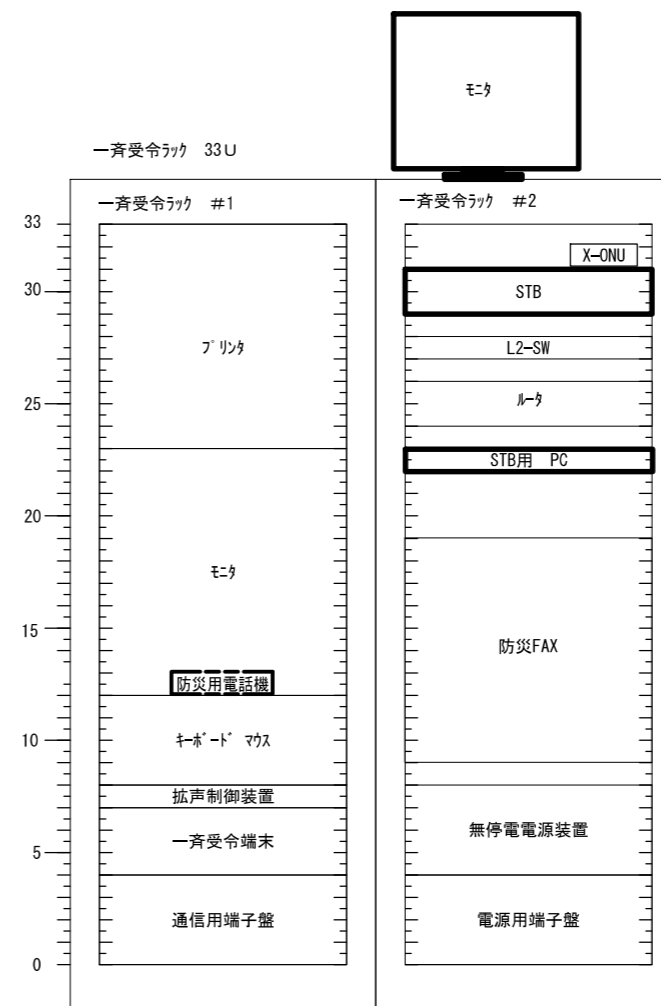 モニタ
一斉受令ラック 33U
一斉受令ラック #1
一斉受令ラック #2
33
X-ONU
30
STB
プリンタ
L2-SW
25
ルータ
STB用 PC
20
モニタ
15
防災FAX
防災用電話機
10
キーボード マウス
拡声制御装置
無停電電源装置
5
一斉受令端末
通信用端子盤
電源用端子盤
0